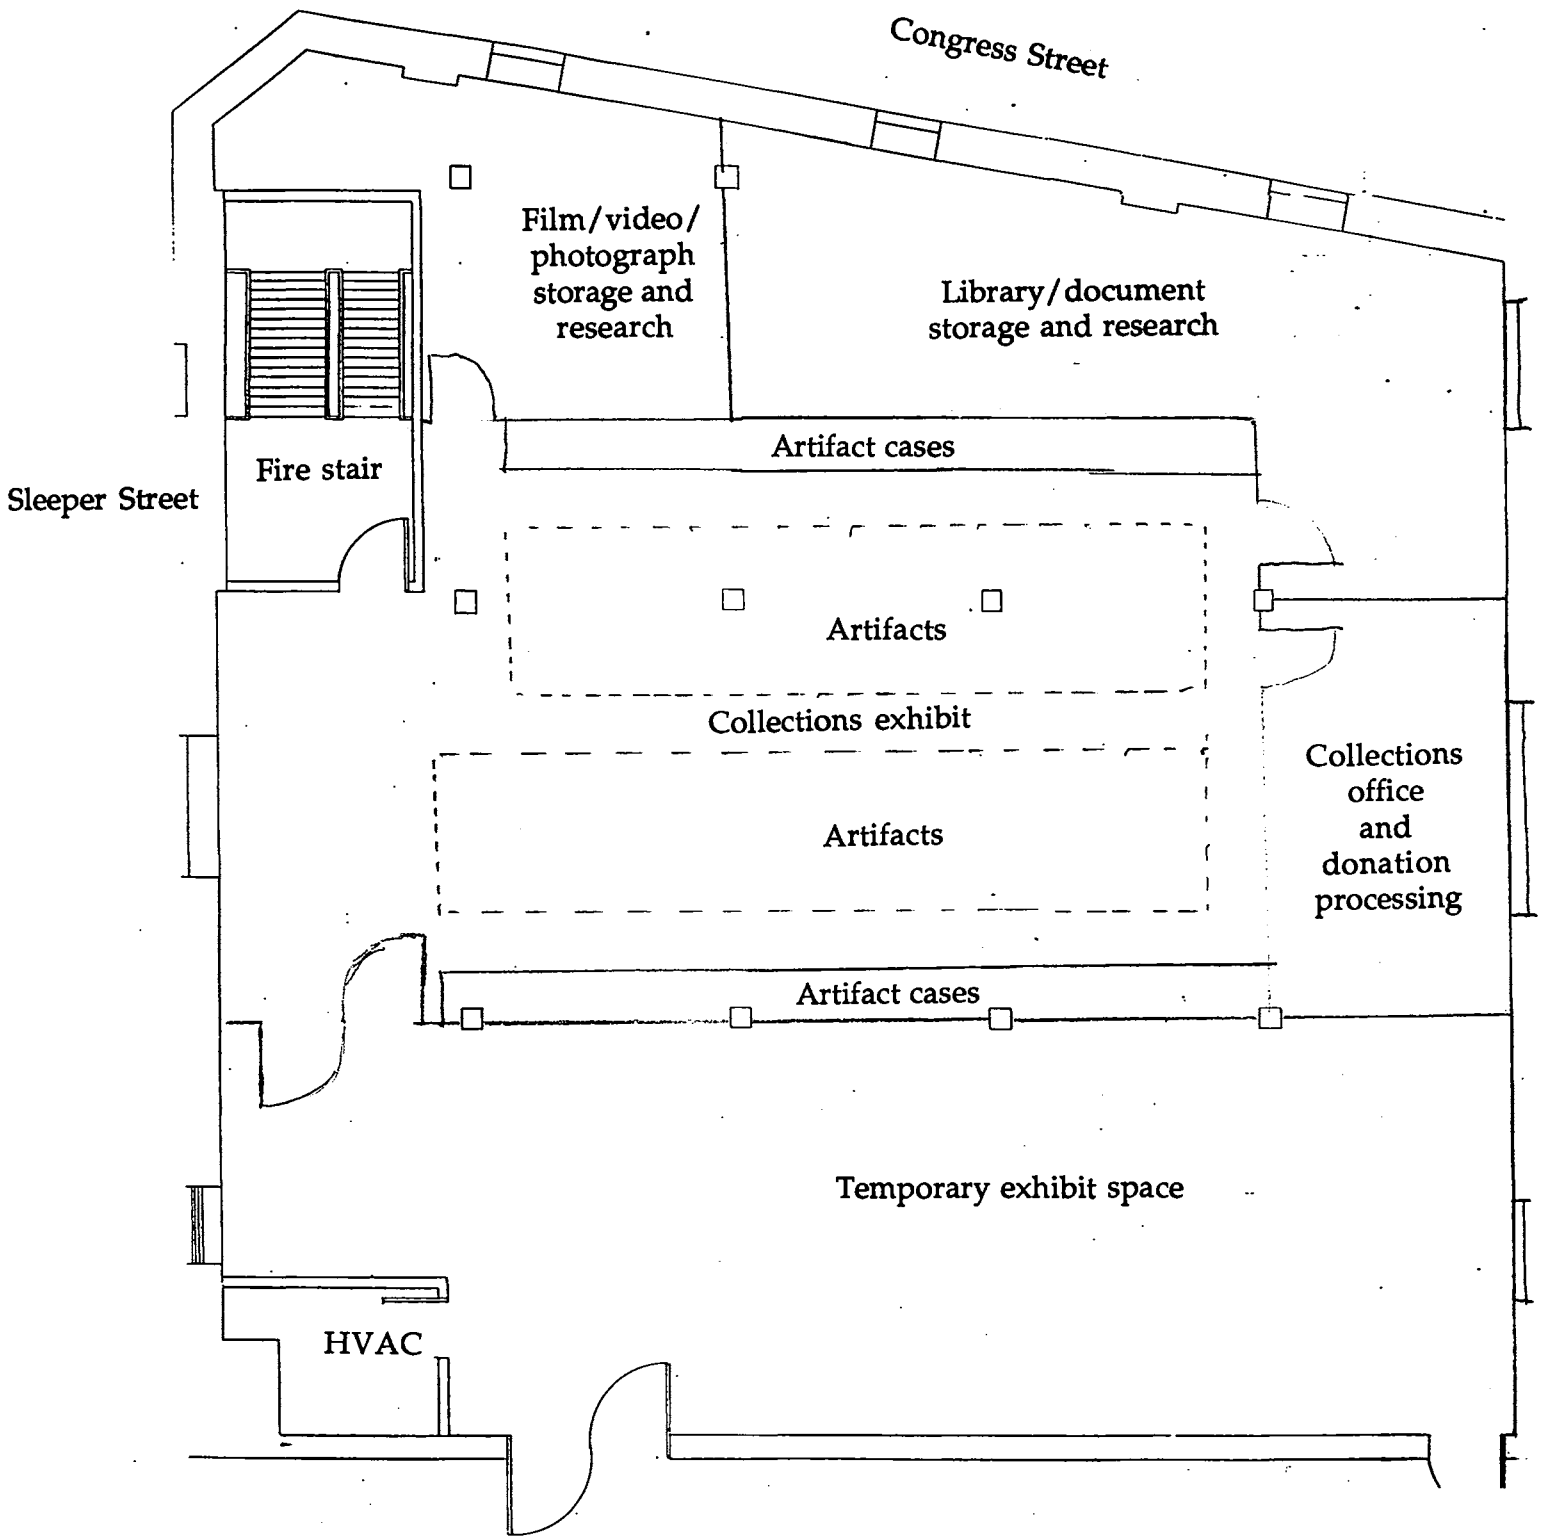 Congress Street
Film/video/
photograph
storage and
research
Library/document
storage and research
Artifact cases
Fire stair
Sleeper Street
Artifacts
Collections exhibit
Collections
office
and
donation
processing
Artifacts
Artifact cases
Temporary exhibit space
HVAC